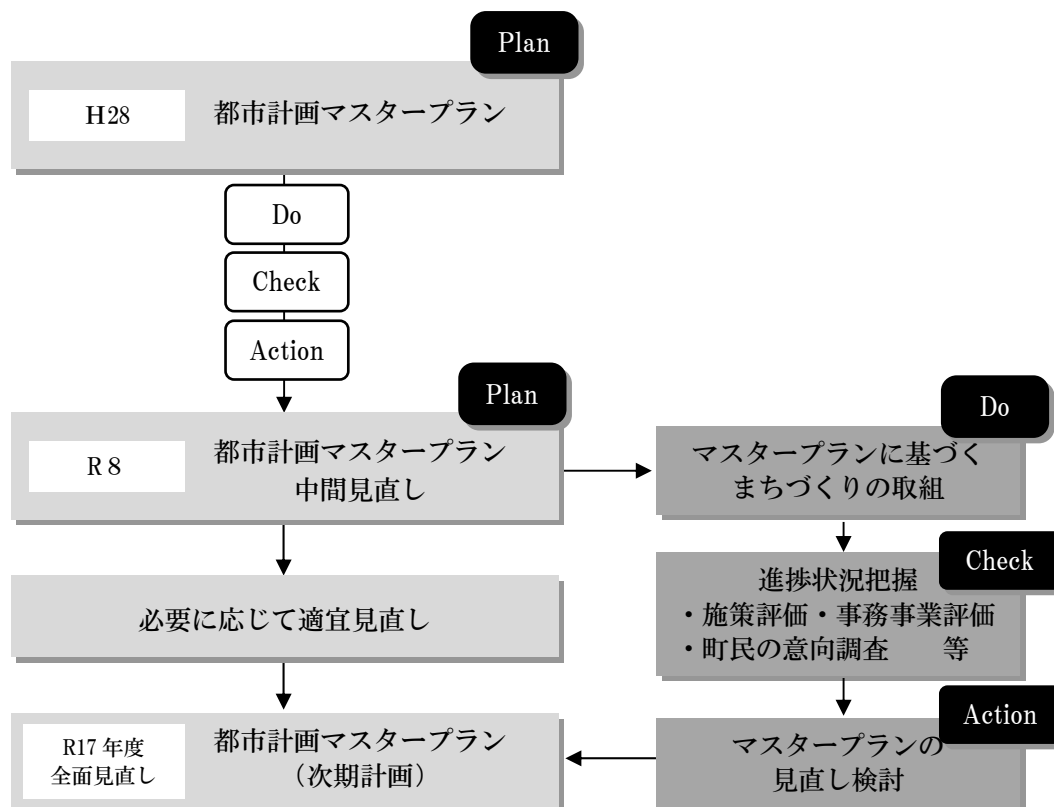 Plan
H28
都市計画マスタープラン
Do
Check
Action
Plan
R 8
都市計画マスタープラン
中間見直し
Do
マスタープランに基づく
まちづくりの取組
Check
進捗状況把握
・施策評価・事務事業評価
・町民の意向調査　　等
必要に応じて適宜見直し
Action
マスタープランの
見直し検討
R17 年度
全面見直し
都市計画マスタープラン
（次期計画）